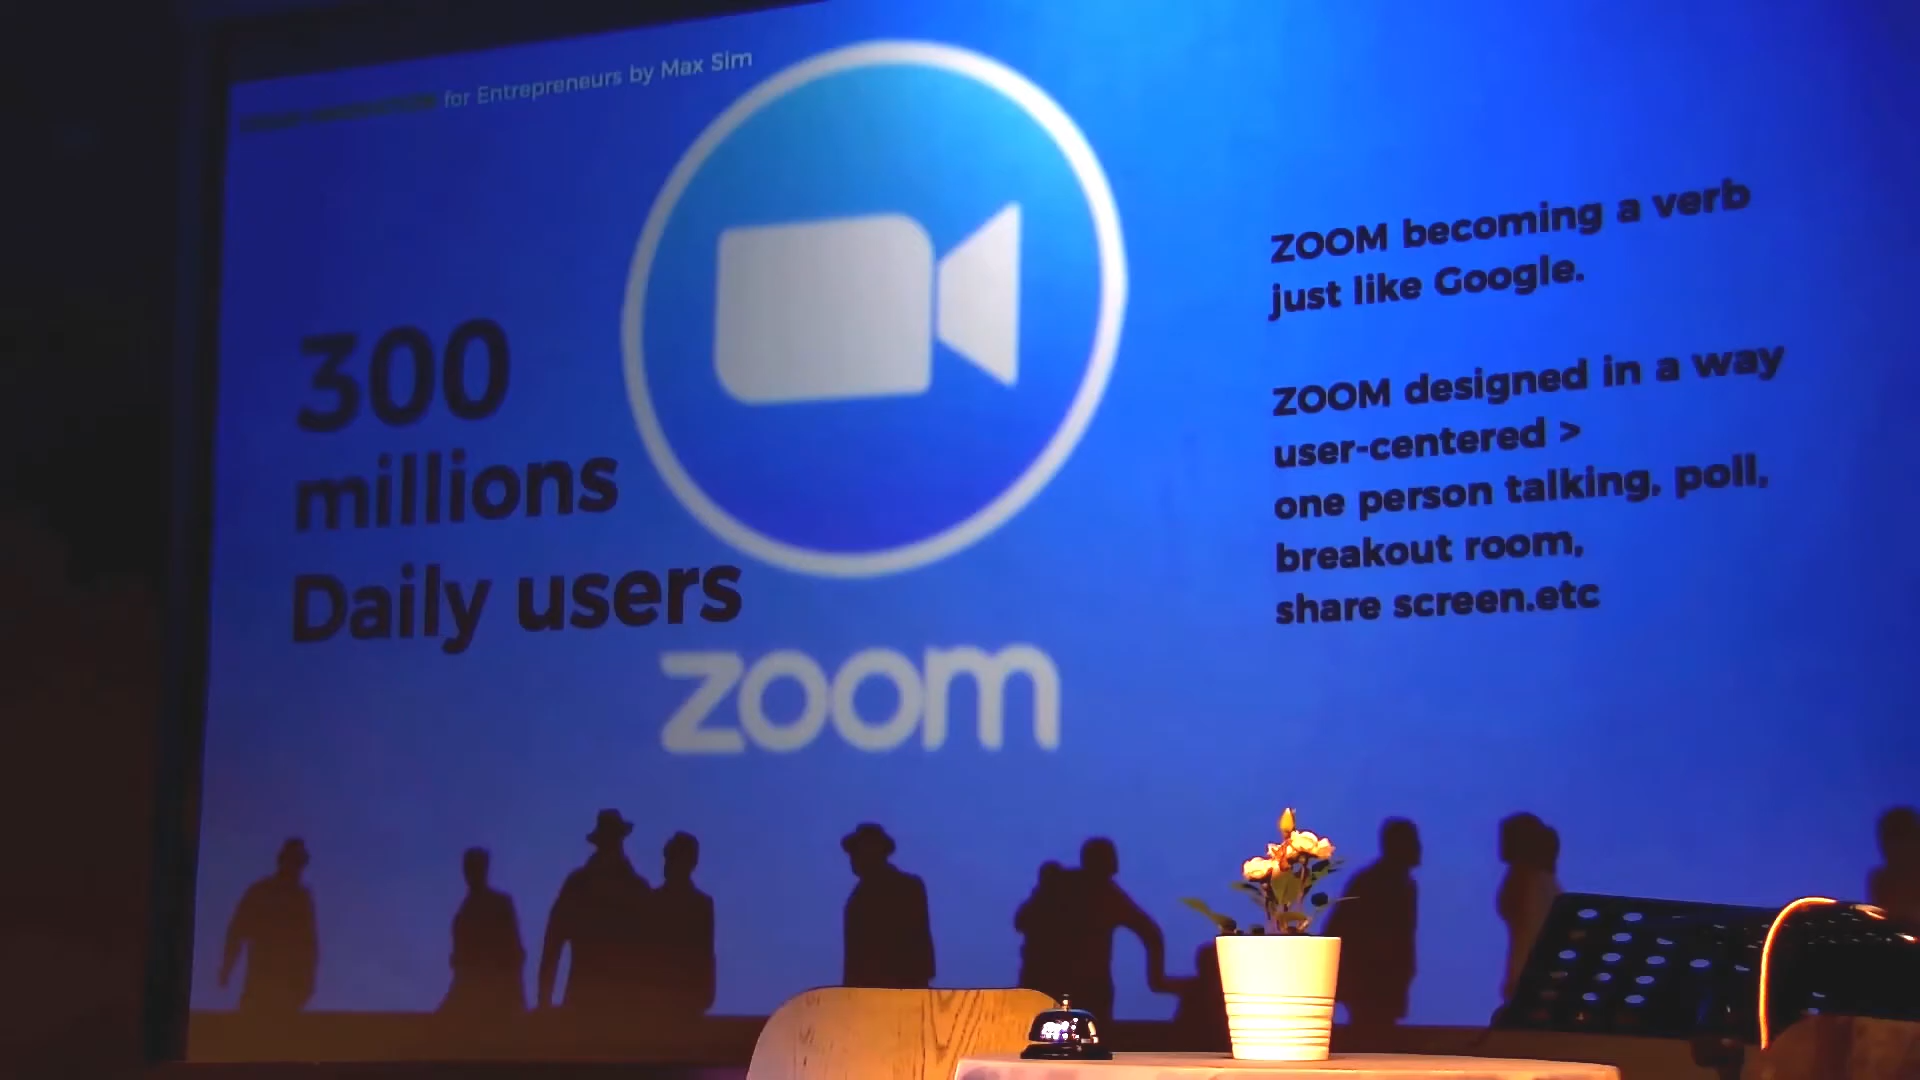 for Entrepreneurs by Max Sim
300
millions
Daily users
zoom
ZOOM becoming a verb
just like Google.
ZOOM designed in a way
user-centered >
one person talking, poll,
breakout room,
share screen.etc